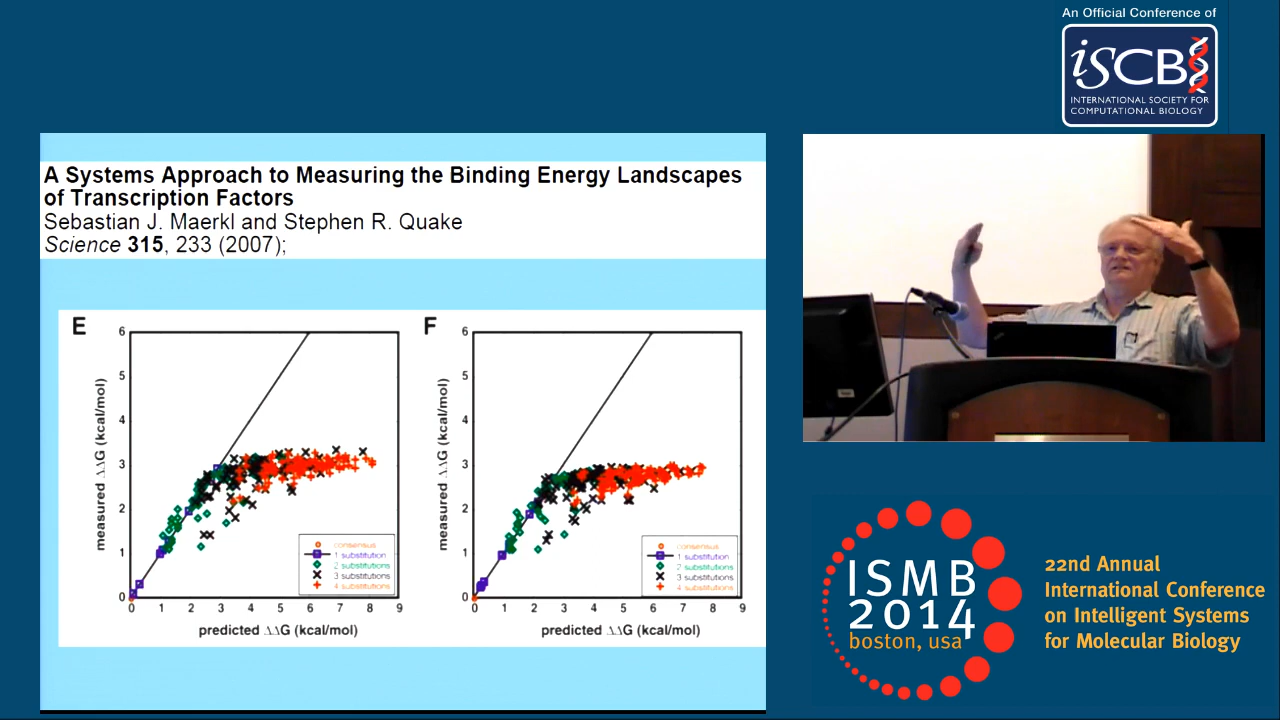 An Official Conference of
iSCB
INTERNATIONAL SOCIETY FOR
COMPUTATIONAL BIOLOGY
A Systems Approach to Measuring the Binding Energy Landscapes
of Transcription Factors
Sebastian J. Maerkl and Stephen R. Quake
Science 315, 233 (2007);
E
measured ΔΔG (kcal/mol)
6
5
4
3
2
1
0
consensus
1 substitution
2 substitutions
3 substitutions
4 substitutions
0 1 2 3 4 5 6 7 8 9
predicted ΔΔG (kcal/mol)
F
measured ΔΔG (kcal/mol)
6
5
4
3
2
1
0
consensus
1 substitution
2 substitutions
3 substitutions
4 substitutions
0 1 2 3 4 5 6 7 8 9
predicted ΔΔG (kcal/mol)
ISMB
2014
boston, usa
22nd Annual
International Conference
on Intelligent Systems
for Molecular Biology